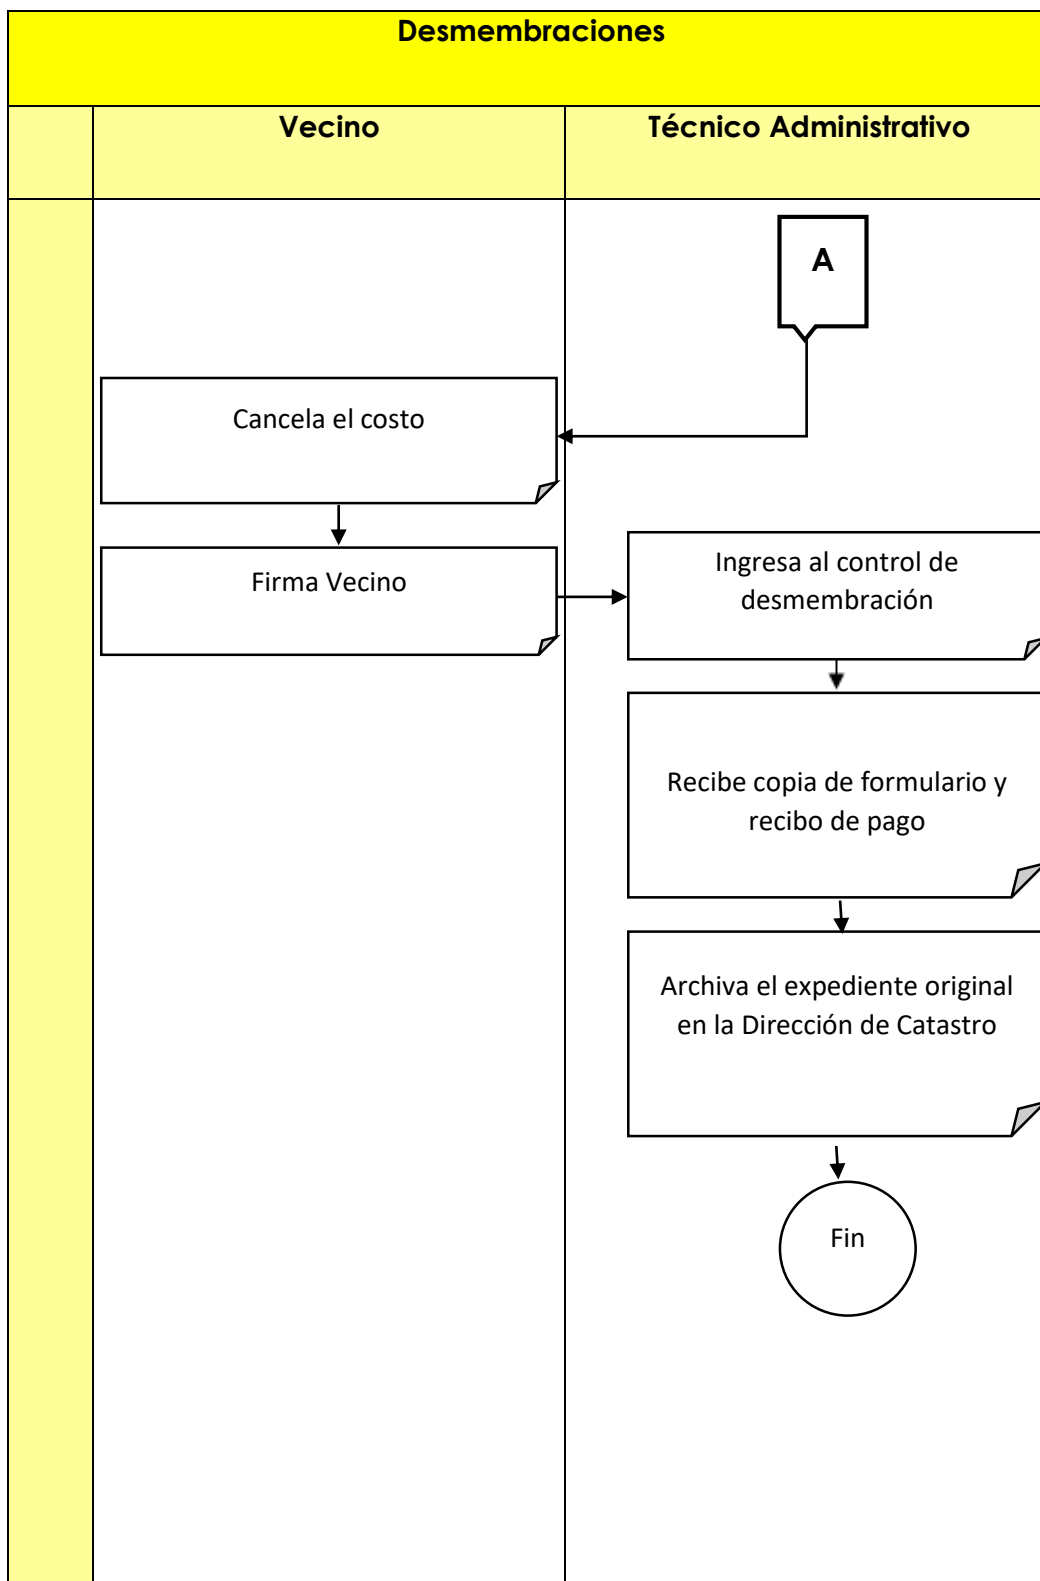 Desmembraciones
Vecino
Técnico Administrativo
A
Cancela el costo
Firma Vecino
Ingresa al control de
desmembración
Recibe copia de formulario y
recibo de pago
Archiva el expediente original
en la Dirección de Catastro
Fin